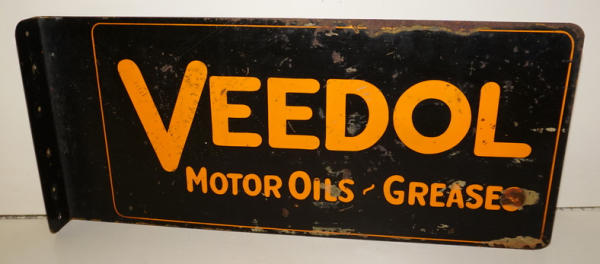 VEEDOL
MOTOR OILS ~ GREASES